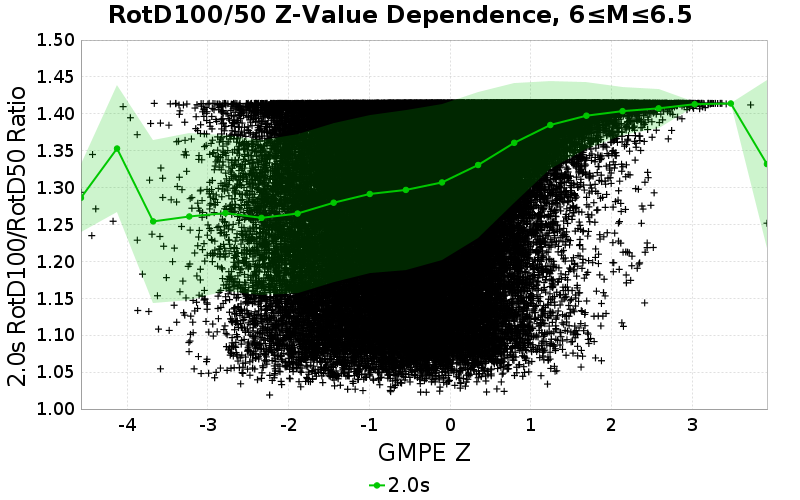 RotD100/50 Z-Value Dependence, 6≤M≤6.5
2.0s RotD100/RotD50 Ratio
1.50
1.45
1.40
1.35
1.30
1.25
1.20
1.15
1.10
1.05
1.00
-4 -3 -2 -1 0 1 2 3
GMPE Z
2.0s